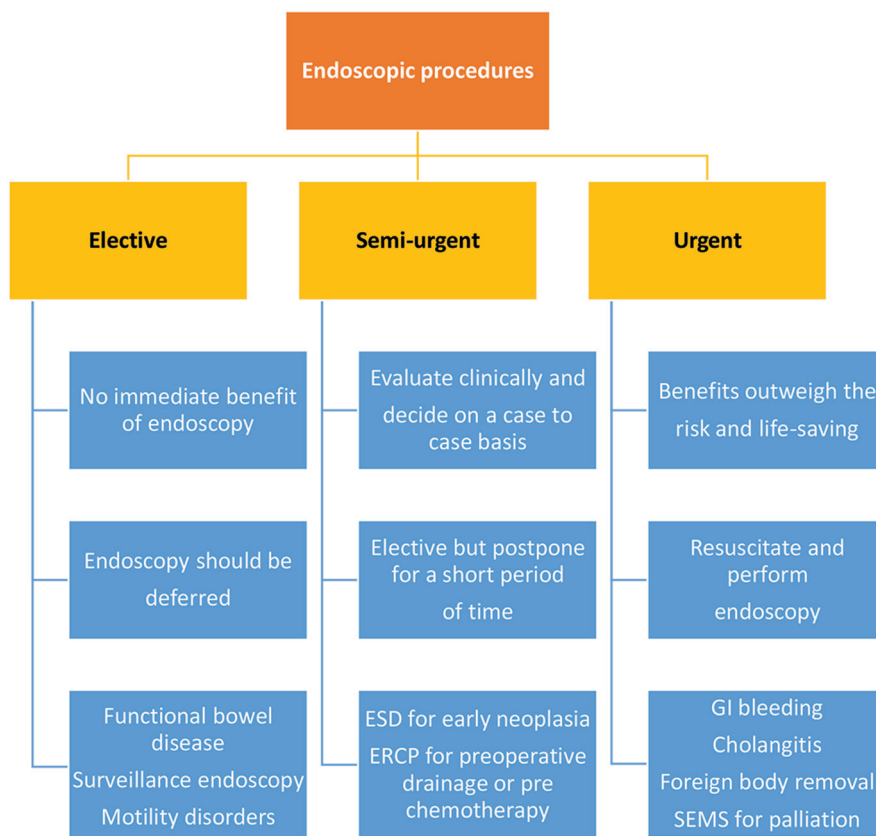 Endoscopic procedures
Elective
Semi-urgent
Urgent
No immediate benefit
of endoscopy
Endoscopy should be
deferred
Functional bowel
disease
Surveillance endoscopy
Motility disorders
Evaluate clinically and
decide on a case to
case basis
Elective but postpone
for a short period
of time
ESD for early neoplasia
ERCP for preoperative
drainage or pre
chemotherapy
Benefits outweigh the
risk and life-saving
Resuscitate and
perform
endoscopy
GI bleeding
Cholangitis
Foreign body removal
SEMS for palliation